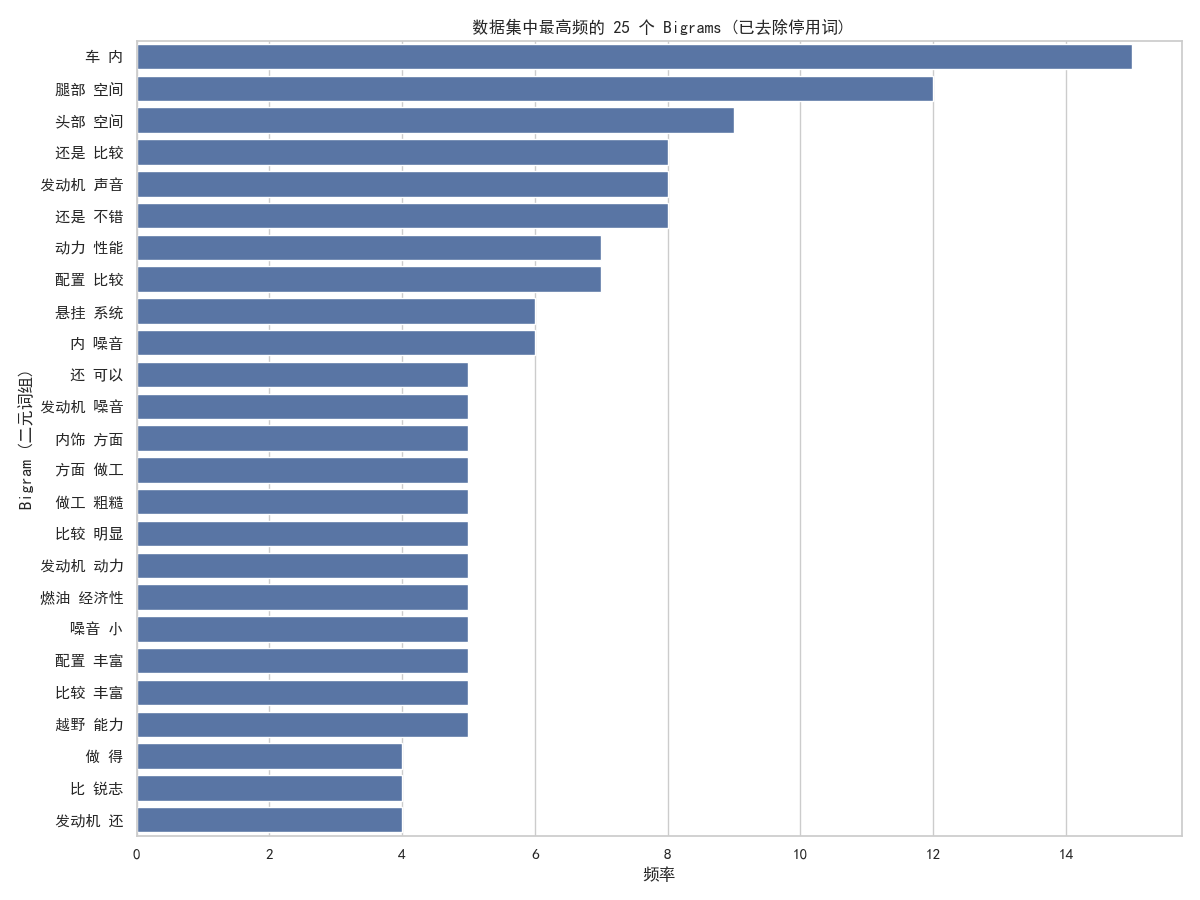 数据集中最高频的 25 个 Bigrams (已去除停用词)
车 内
腿部 空间
头部 空间
还是 比较
发动机 声音
还是 不错
动力 性能
配置 比较
悬挂 系统
内 噪音
还 可以
发动机 噪音
内饰 方面
方面 做工
做工 粗糙
比较 明显
发动机 动力
燃油 经济性
噪音 小
配置 丰富
比较 丰富
越野 能力
做 得
比 锐志
发动机 还
Bigram (二元词组)
0 2 4 6 8 10 12 14
频率